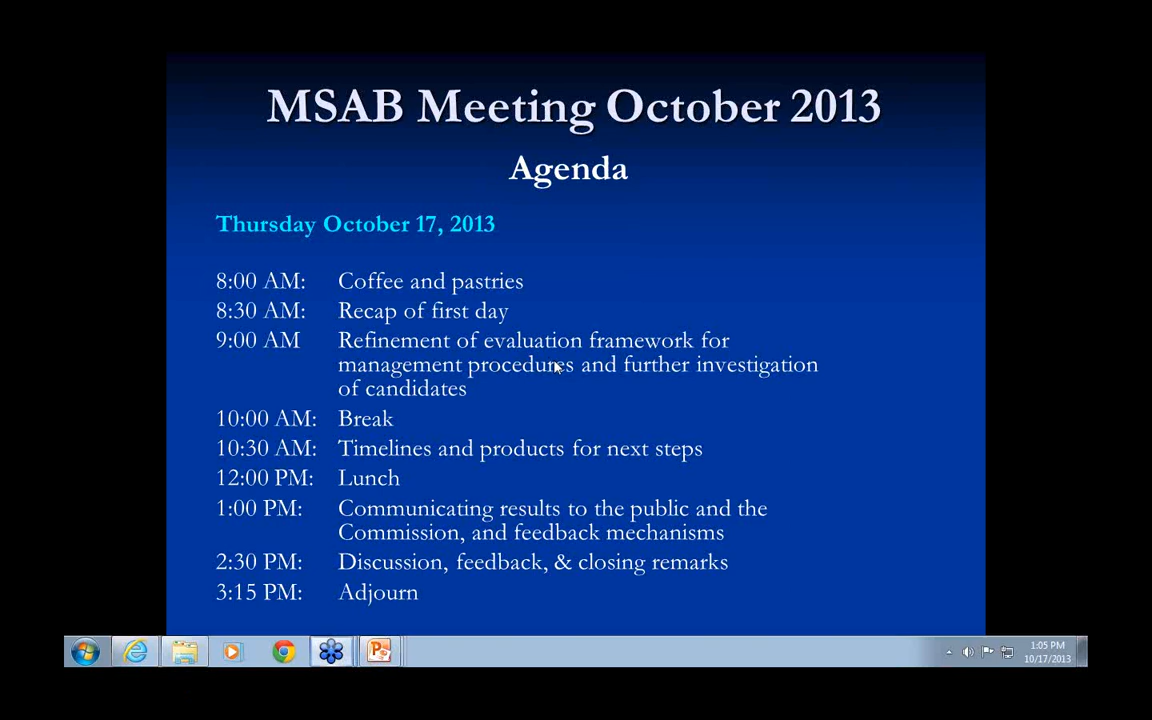 MSAB Meeting October 2013
Agenda
Thursday October 17, 2013
8:00 AM: Coffee and pastries
8:30 AM: Recap of first day
9:00 AM Refinement of evaluation framework for
management procedures and further investigation
of candidates
10:00 AM: Break
10:30 AM: Timelines and products for next steps
12:00 PM: Lunch
1:00 PM: Communicating results to the public and the
Commission, and feedback mechanisms
2:30 PM: Discussion, feedback, & closing remarks
3:15 PM: Adjourn
1:05 PM
10/17/2013